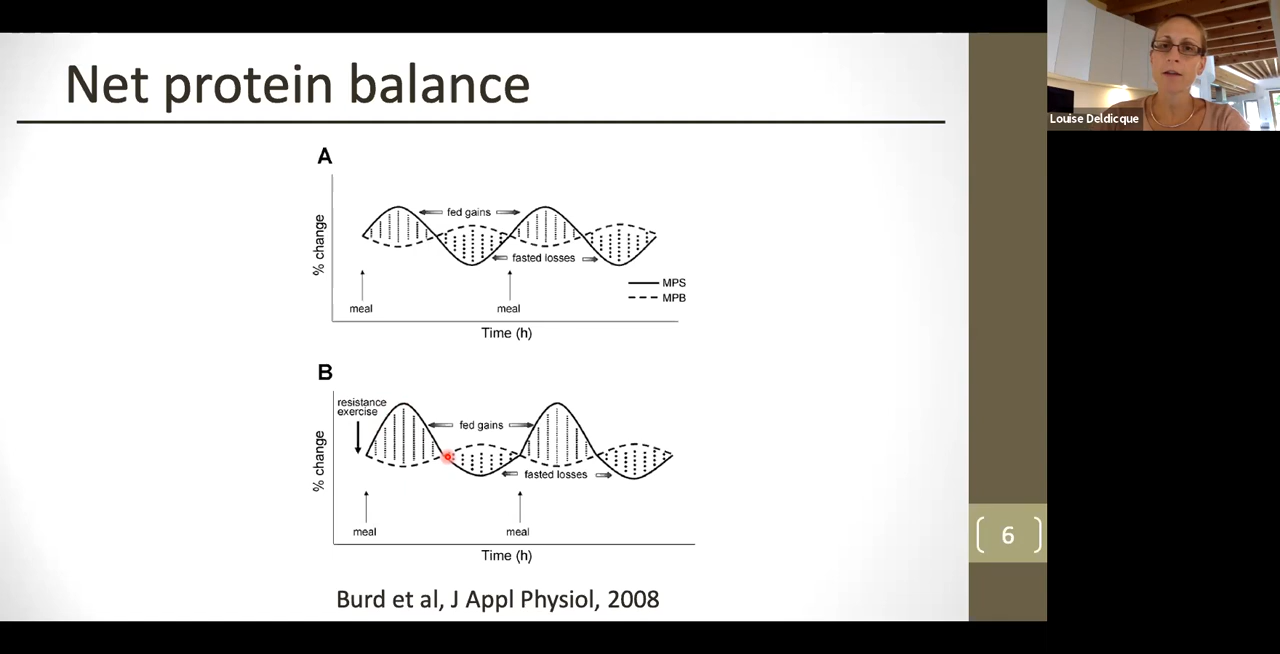 Net protein balance
Louise Deldicque
A
% change
fed gains
fasted losses
MPS
MPB
meal
meal
Time (h)
B
resistance
exercise
% change
fed gains
fasted losses
meal
meal
Time (h)
6
Burd et al, J Appl Physiol, 2008